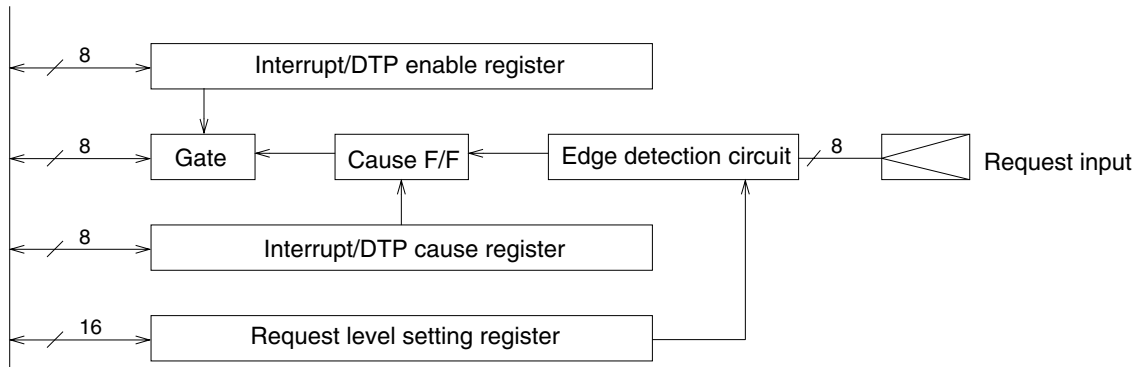 8
Interrupt/DTP enable register
8
Gate
Cause F/F
Edge detection circuit
8
Request input
8
Interrupt/DTP cause register
16
Request level setting register